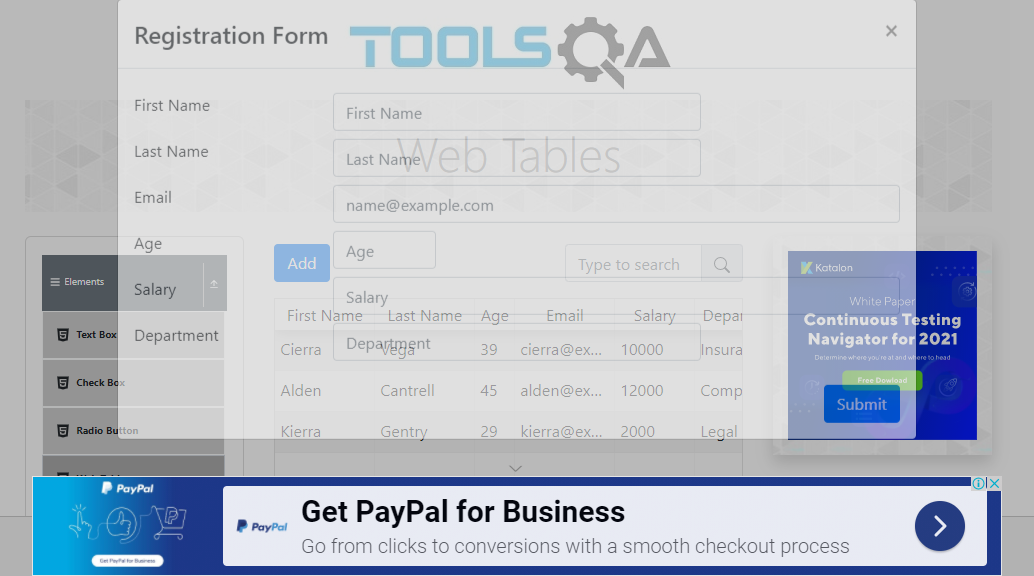 Registration Form
TOOLSQA
×
First Name
First Name
Last Name
Last Name
Web Tables
Email
name@example.com
Age
Age
Add
Type to search
Elements
Salary
Salary
First Name Last Name Age Email Salary Depar
Text Box
Department
Department
Cierra Vega 39 cierra@ex... 10000 Insura
Check Box
Alden Cantrell 45 alden@ex... 12000 Comp
Radio Button
Kierra Gentry 29 kierra@ex... 2000 Legal
Katalon
White Paper
Continuous Testing
Navigator for 2021
Determine where you're at and where to head
Free Dowload
Submit
PayPal
Get PayPal for Business
PayPal
Get PayPal for Business
Go from clicks to conversions with a smooth checkout process